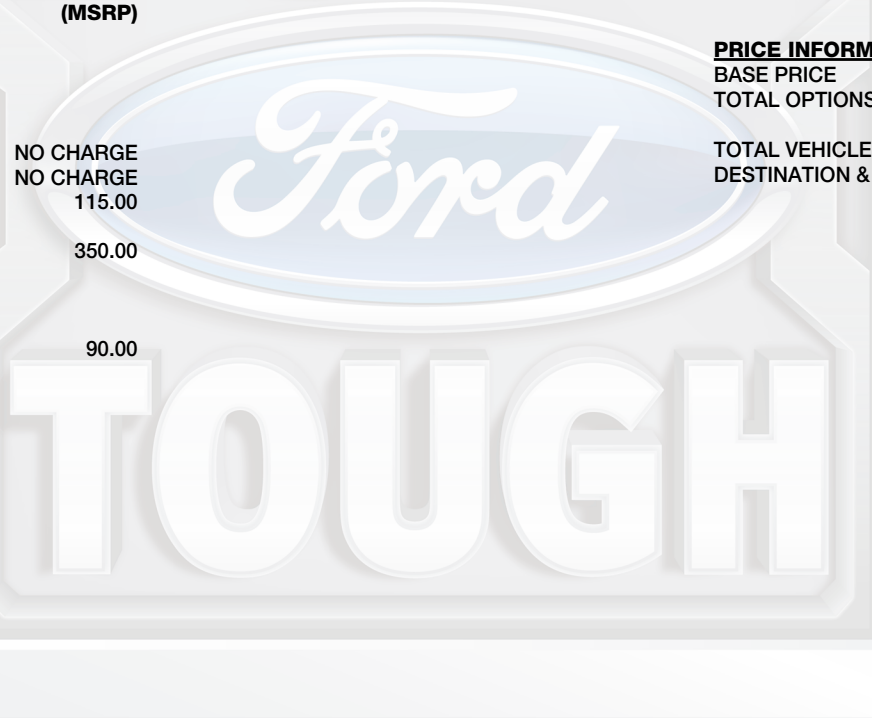 (MSRP)
NO CHARGE
NO CHARGE
115.00
350.00
90.00
PRICE INFORM
BASE PRICE
TOTAL OPTIONS
TOTAL VEHICLE
DESTINATION &
Ford
TOUGH